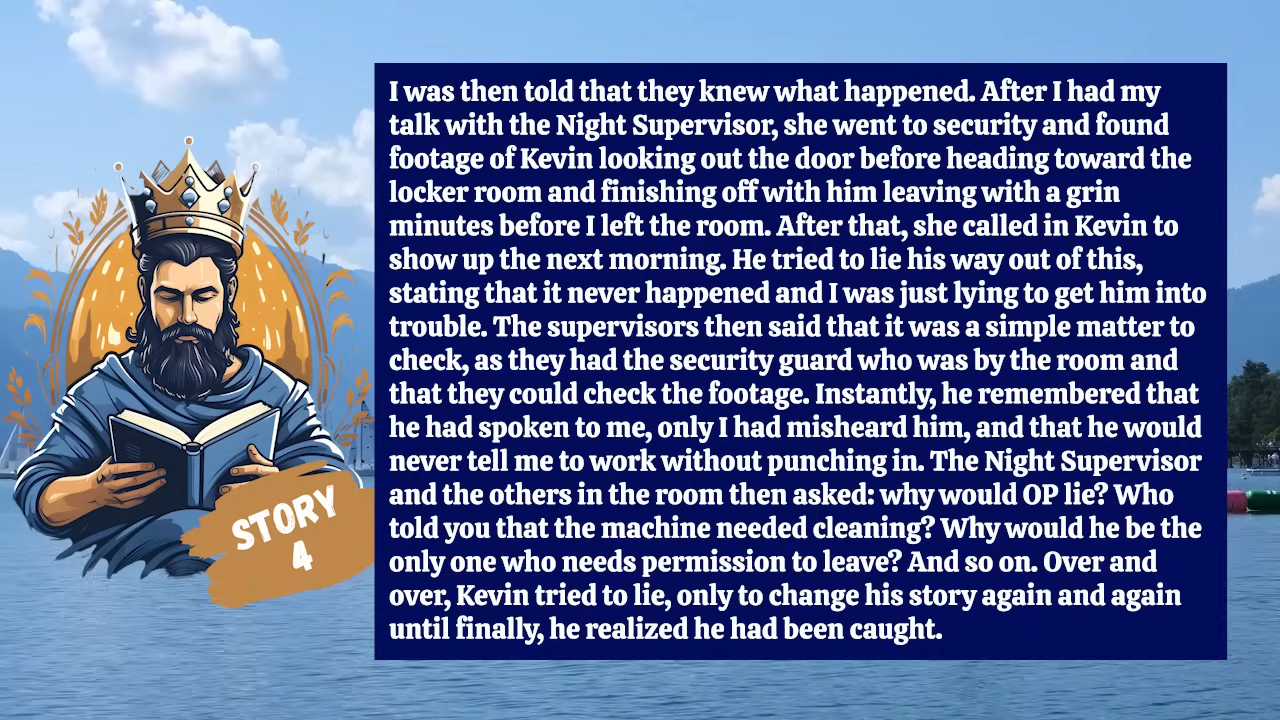 I was then told that they knew what happened. After I had my
talk with the Night Supervisor, she went to security and found
footage of Kevin looking out the door before heading toward the
locker room and finishing off with him leaving with a grin
minutes before I left the room. After that, she called in Kevin to
show up the next morning. He tried to lie his way out of this,
stating that it never happened and I was just lying to get him into
trouble. The supervisors then said that it was a simple matter to
check, as they had the security guard who was by the room and
that they could check the footage. Instantly, he remembered that
he had spoken to me, only I had misheard him, and that he would
never tell me to work without punching in. The Night Supervisor
and the others in the room then asked: why would OP lie? Who
told you that the machine needed cleaning? Why would he be the
only one who needs permission to leave? And so on. Over and
over, Kevin tried to lie, only to change his story again and again
until finally, he realized he had been caught.
STORY
4